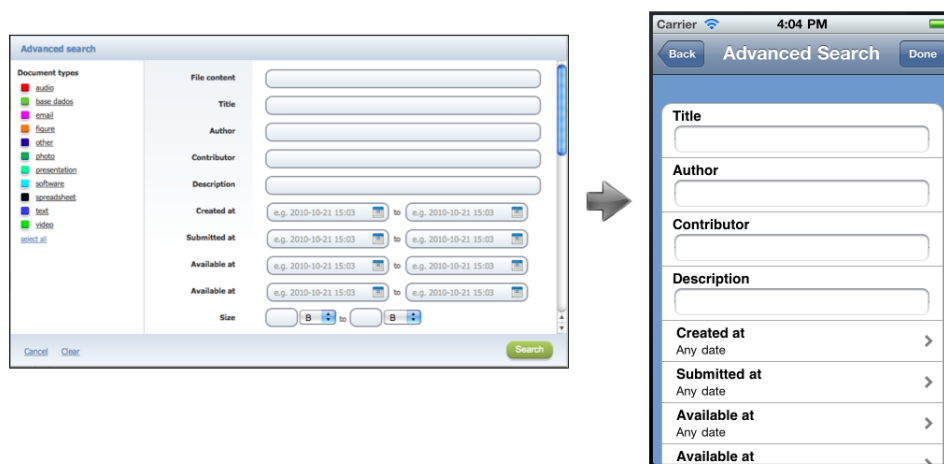 Advanced search
Document types
audio
base dados
email
figure
other
photo
presentation
software
spreadsheet
text
video
select all
File content
Title
Author
Contributor
Description
Created at e.g. 2010-10-21 15:03 to e.g. 2010-10-21 15:03
Submitted at e.g. 2010-10-21 15:03 to e.g. 2010-10-21 15:03
Available at e.g. 2010-10-21 15:03 to e.g. 2010-10-21 15:03
Available at e.g. 2010-10-21 15:03 to e.g. 2010-10-21 15:03
Size B to B
Cancel Clear Search
Carrier 4:04 PM
Back Advanced Search Done
Title
Author
Contributor
Description
Created at
Any date
Submitted at
Any date
Available at
Any date
Available at